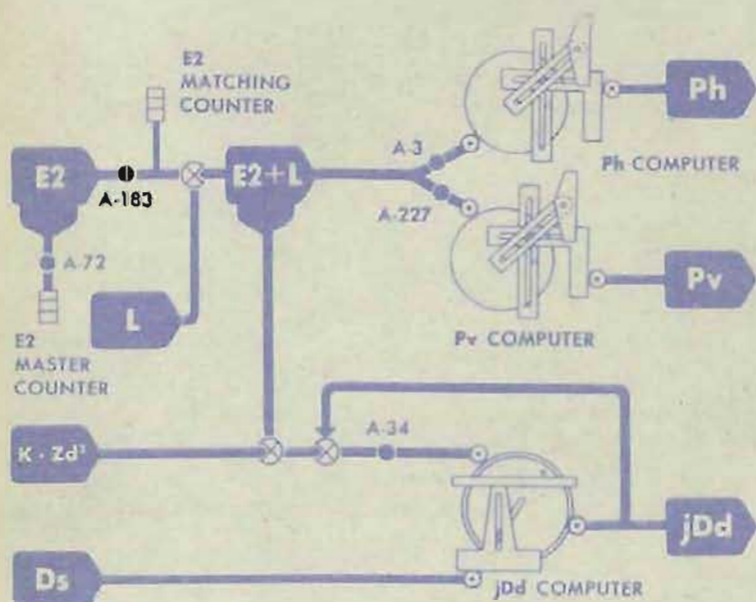 E2
MATCHING
COUNTER
Ph
E2
A-183
E2+L
A-3
Ph COMPUTER
A-227
A-72
L
Pv
E2
MASTER
COUNTER
Pv COMPUTER
A-34
K · Zd²
jDd
Ds
jDd COMPUTER